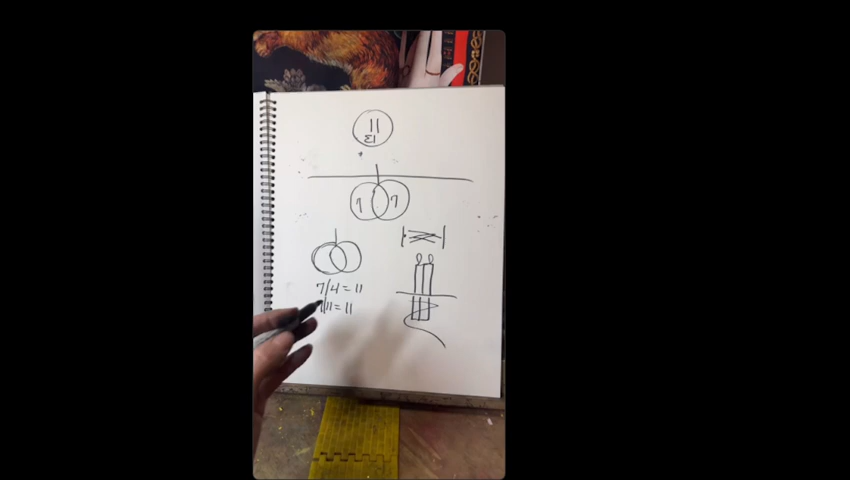 11
13
7 7
7/4 = 11
11 = 11